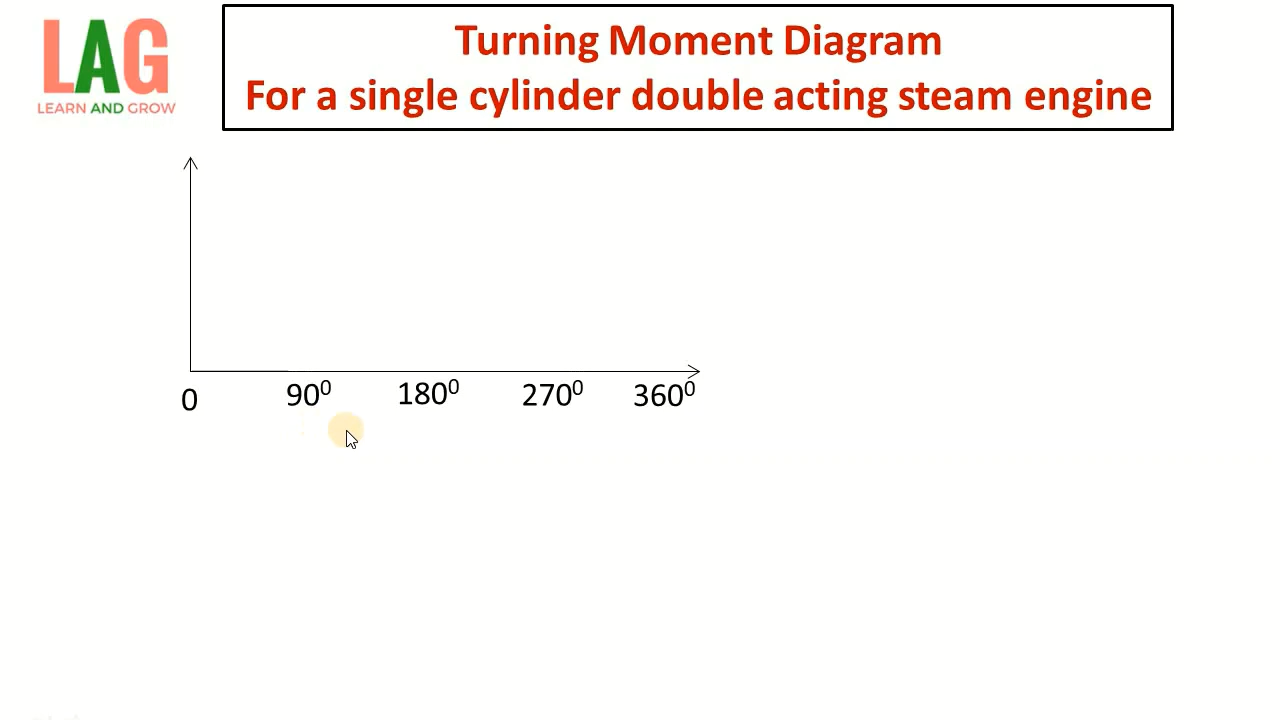 LAG
LEARN AND GROW
Turning Moment Diagram
For a single cylinder double acting steam engine
0 90⁰ 180⁰ 270⁰ 360⁰